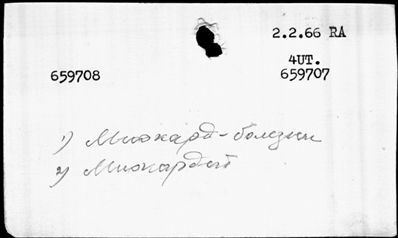 2.2.66 RA
4UT.
659708 659707
1) Миокард-болезни
2) Миокардит